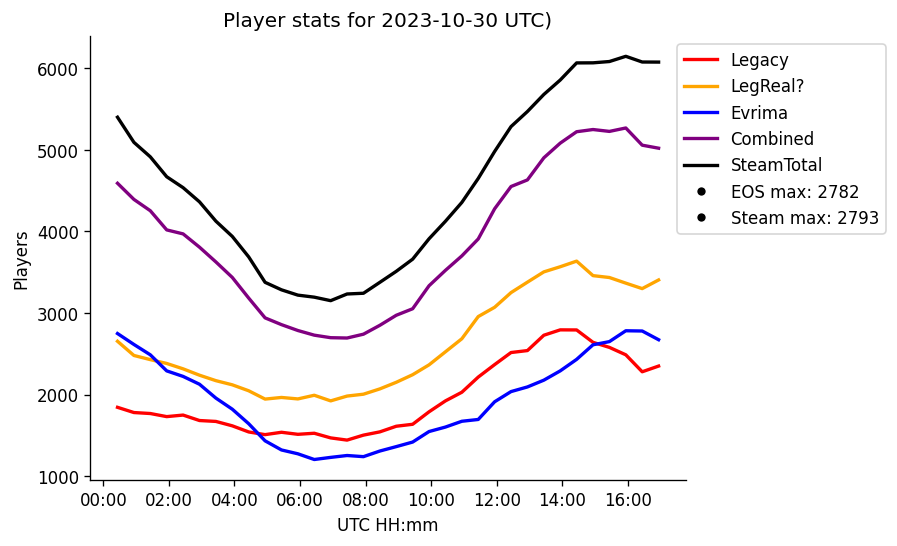 Player stats for 2023-10-30 UTC)
Legacy
LegReal?
Evrima
Combined
SteamTotal
EOS max: 2782
Steam max: 2793
Players
6000
5000
4000
3000
2000
1000
00:00 02:00 04:00 06:00 08:00 10:00 12:00 14:00 16:00
UTC HH:mm